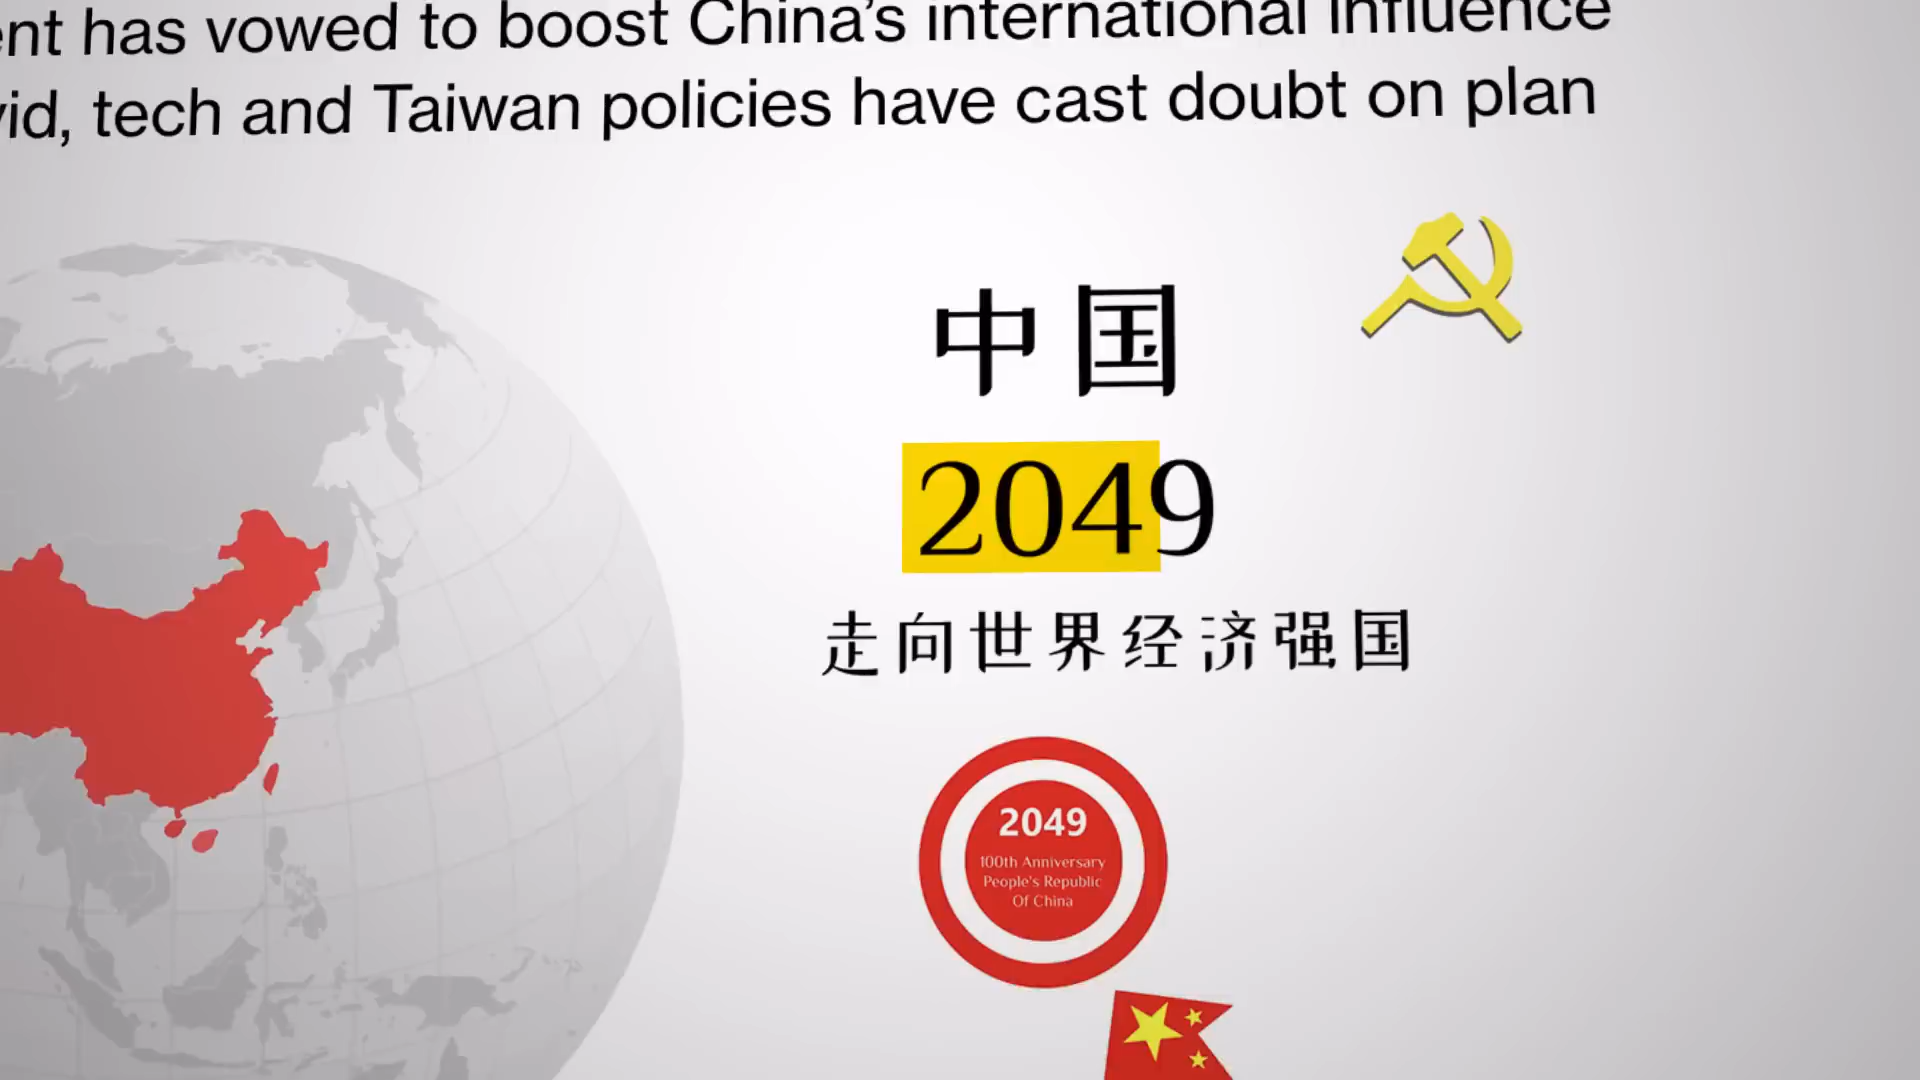 has vowed to boost China's international influence
tech and Taiwan policies have cast doubt on plan
中国
2049
走向世界经济强国
2049
100th Anniversary
People's Republic
Of China